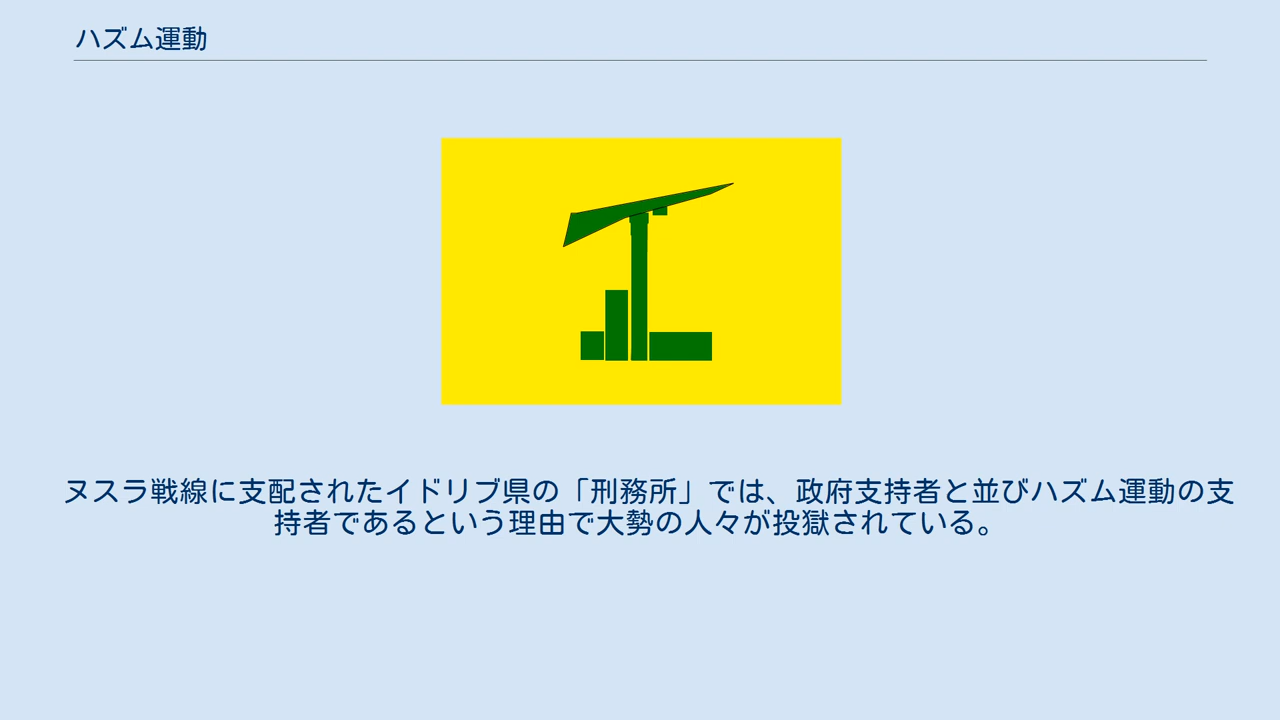 ハズム運動
ヌスラ戦線に支配されたイドリブ県の「刑務所」では、政府支持者と並びハズム運動の支
持者であるという理由で大勢の人々が投獄されている。